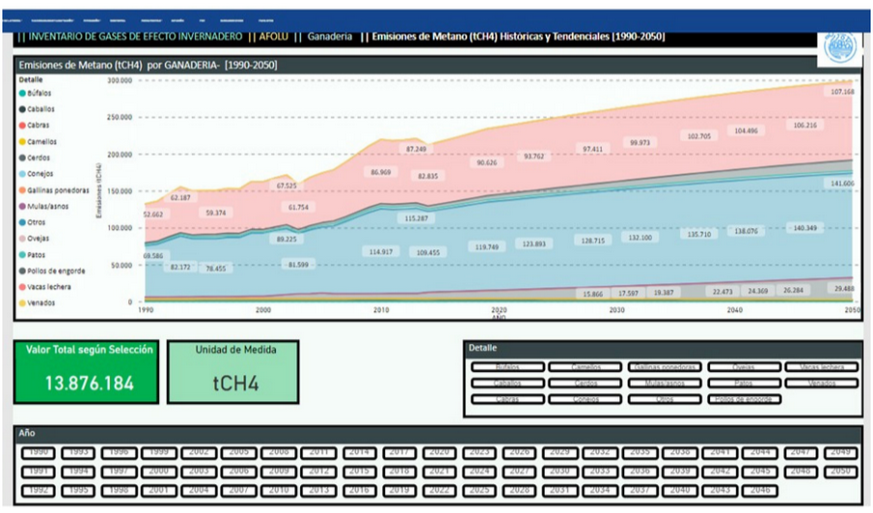 || INVENTARIO DE GASES DE EFECTO INVERNADERO || AFOLU || Ganaderia || Emisiones de Metano (tCH4) Históricas y Tendenciales [1990-2050]
Emisiones de Metano (tCH4) por GANADERIA- [1990-2050]
Detalle
Búfalos
Caballos
Cabras
Camellos
Cerdos
Conejos
Gallinas ponedoras
Mulas/asnos
Otros
Ovejas
Patos
Pollos de engorde
Vacas lechera
Venados
Emisiones (tCH4)
300.000
250.000
200.000
150.000
100.000
50.000
0
52.662 62.187 59.374 67.525 61.754 86.969 87.249 82.835 90.626 93.702 97.411 99.973 102.705 104.496 106.216 107.168
69.586 82.172 78.455 89.225 81.599 114.917 115.287 109.455 119.749 123.893 128.715 132.100 135.710 138.076 140.349 141.606
15.866 17.597 19.387 22.473 24.369 26.284 29.488
1990 2000 2010 2020 2030 2040 2050
AÑO
Valor Total según Selección
13.876.184
Unidad de Medida
tCH4
Detalle
Búfalos Camellos Gallinas ponedoras Ovejas Vacas lechera
Caballos Cerdos Mulas/asnos Patos Venados
Cabras Conejos Otros Pollos de engorde
Año
1990 1993 1996 1999 2002 2005 2008 2011 2014 2017 2020 2023 2026 2029 2032 2035 2038 2041 2044 2047 2049
1991 1994 1997 2000 2003 2006 2009 2012 2015 2018 2021 2024 2027 2030 2033 2036 2039 2042 2045 2048 2050
1992 1995 1998 2001 2004 2007 2010 2013 2016 2019 2022 2025 2028 2031 2034 2037 2040 2043 2046